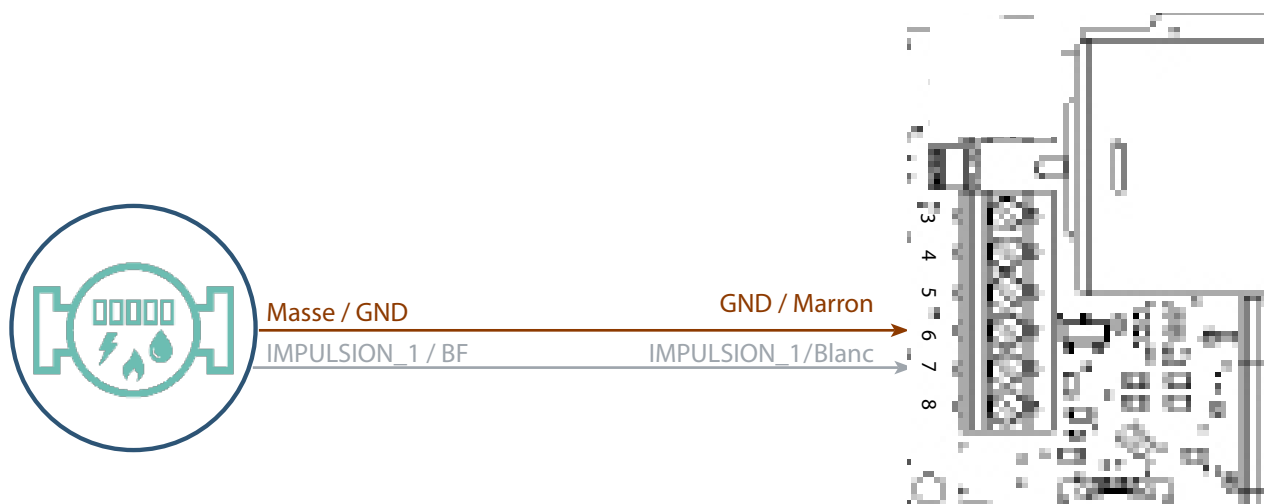 3
4
5
Masse / GND
GND / Marron
6
IMPULSION_1 / BF
IMPULSION_1/Blanc
7
8